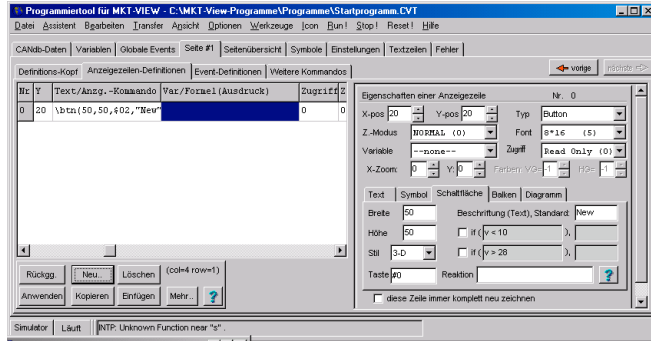 Programmiertool für MKT-VIEW - C:\MKT-View-Programme\Programme\Startprogramm.CVT
Datei Assistent Bearbeiten Transfer Ansicht Optionen Werkzeuge Icon Run! Stop! Reset! Hilfe
CANdb-Daten Variablen Globale Events Seite #1 Seitenübersicht Symbole Einstellungen Textzeilen Fehler
vorige nächste =>
Definitions-Kopf Anzeigezeilen-Definitionen Event-Definitionen Weitere Kommandos
Nr Y Text/Anzg.-Kommando Var/Formel(Ausdruck) Zugriff Z
0 20 \btn(50,50,$02,"New" 0 0
Eigenschaften einer Anzeigezeile Nr. 0
X-pos 20 Y-pos 20 Typ Button
Z.-Modus NORMAL (0) Font 8*16 (5)
Variable --none-- Zugriff Read Only (0)
X-Zoom: 0 Y: 0 Farben: VG= -1 HG= -1
Text Symbol Schaltfläche Balken Diagramm
Breite 50 Beschriftung (Text), Standard: New
Höhe 50 if ( v < 10 ),
Stil 3-D if ( v > 28 ),
Taste #0 Reaktion ?
diese Zeile immer komplett neu zeichnen
Rückgg. Neu.. Löschen (col=4 row=1)
Anwenden Kopieren Einfügen Mehr.. ?
Simulator Läuft INTP: Unknown Function near "s" .